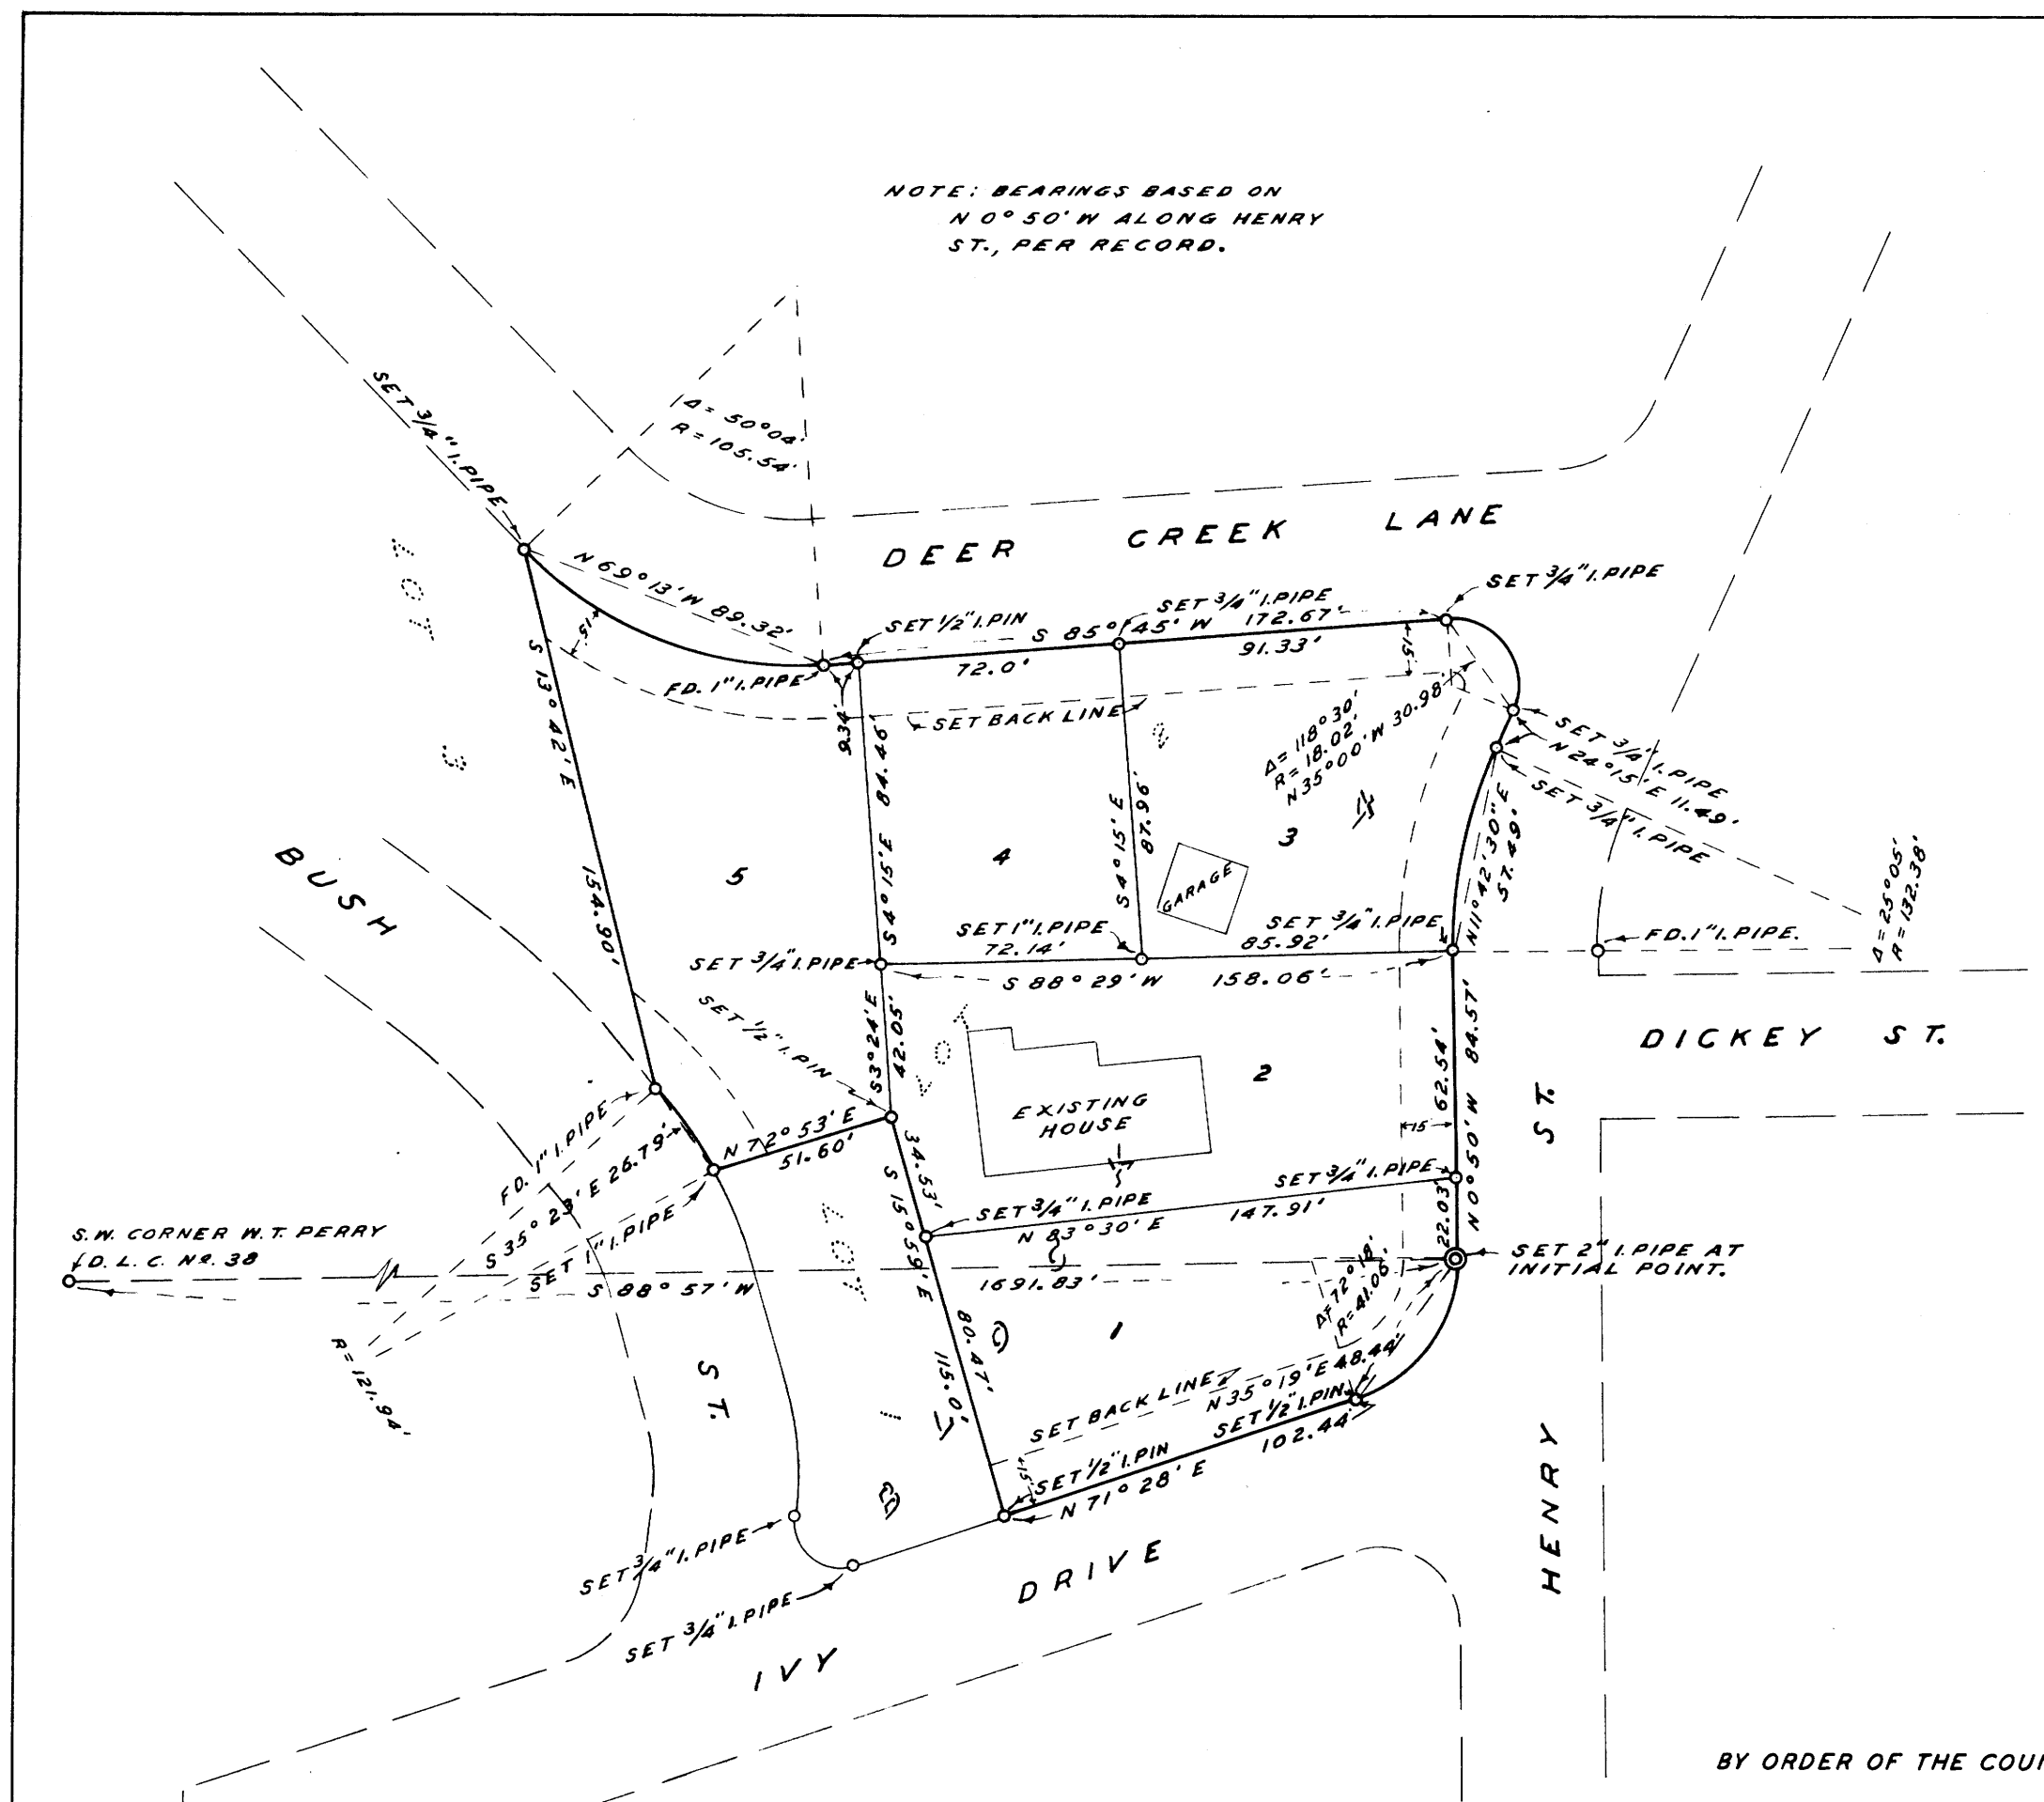 NOTE: BEARINGS BASED ON
N 0° 50' W ALONG HENRY
ST., PER RECORD.
SET 3/4" I. PIPE
Δ = 50° 04'
R = 105.54'
DEER CREEK LANE
N 69° 13' W 89.32'
SET 1/2" I. PIN
SET 3/4" I. PIPE
SET 3/4" I. PIPE
S 85° 45' W 172.67'
72.0'
91.33'
15'
15'
FD. 1" I. PIPE
9.34'
SET BACK LINE
LOT
3
2
S 13° 42' E
154.90'
S 4° 15' E 84.46'
S 4° 15' E
87.96'
Δ = 118° 30'
R = 18.02'
N 35° 00' W 30.98'
SET 3/4" I. PIPE
N 24° 15' E 11.49'
SET 3/4" I. PIPE
N 11° 42' 30" E
57.49'
Δ = 25° 05'
R = 132.38'
BUSH
5
4
3
GARAGE
SET 1" I. PIPE
72.14'
SET 3/4" I. PIPE
85.92'
FD. 1" I. PIPE.
SET 3/4" I. PIPE
S 88° 29' W 158.06'
SET 1/2" I. PIN
S 3° 24' E
42.05'
LOT
EXISTING
HOUSE
2
62.54'
N 0° 50' W 84.57'
15
DICKEY ST.
ST.
FD. 1" I. PIPE
S 35° 23' E 26.79'
SET 1" I. PIPE
N 72° 53' E
51.60'
34.53'
S 15° 59' E
SET 3/4" I. PIPE
SET 3/4" I. PIPE
N 83° 30' E 147.91'
22.03'
S.W. CORNER W. T. PERRY
D. L. C. No. 38
S 88° 57' W 1691.83'
SET 2" I. PIPE AT
INITIAL POINT.
R = 121.94'
LOT
1
80.47'
115.0'
1
Δ = 72° 18'
R = 41.06'
N 35° 19' E 48.44'
SET BACK LINE
SET 1/2" I. PIN
102.44'
15'
SET 1/2" I. PIN
N 71° 28' E
ST.
SET 3/4" I. PIPE
SET 3/4" I. PIPE
IVY DRIVE
HENRY
BY ORDER OF THE COU